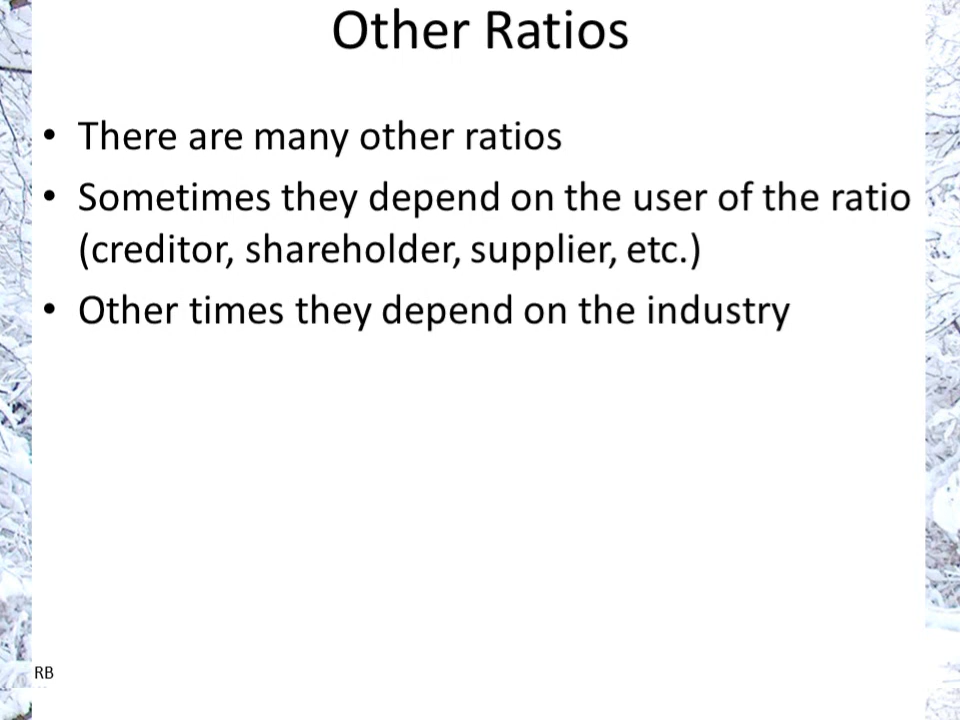 Other Ratios
• There are many other ratios
• Sometimes they depend on the user of the ratio
(creditor, shareholder, supplier, etc.)
• Other times they depend on the industry
RB